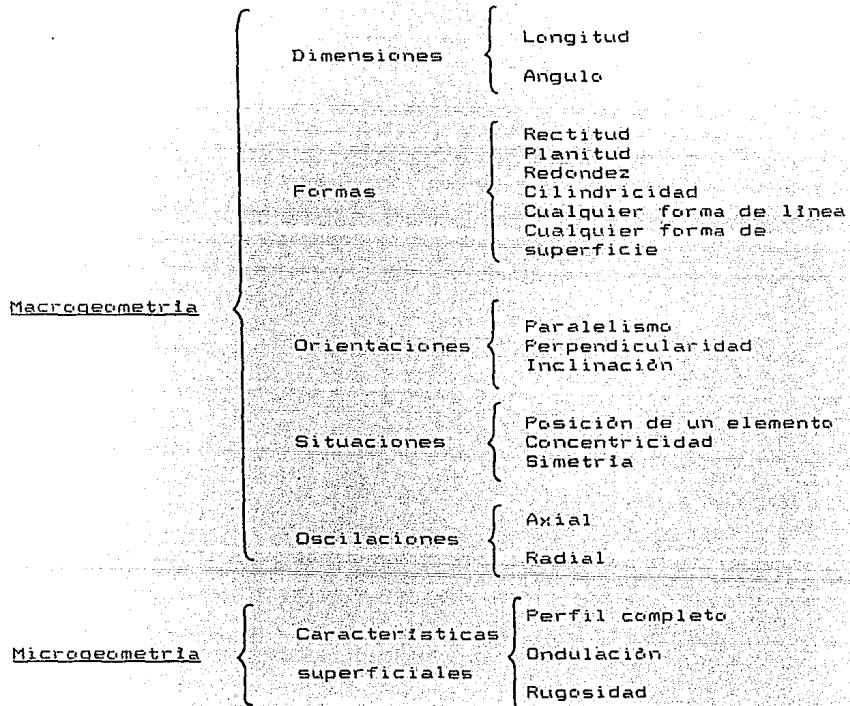 Dimensiones
Longitud
Angulo
Formas
Rectitud
Planitud
Redondez
Cilindricidad
Cualquier forma de línea
Cualquier forma de
superficie
Macrogeometría
Orientaciones
Paralelismo
Perpendicularidad
Inclinación
Situaciones
Posición de un elemento
Concentricidad
Simetría
Oscilaciones
Axial
Radial
Microgeometría
Características
superficiales
Perfil completo
Ondulación
Rugosidad